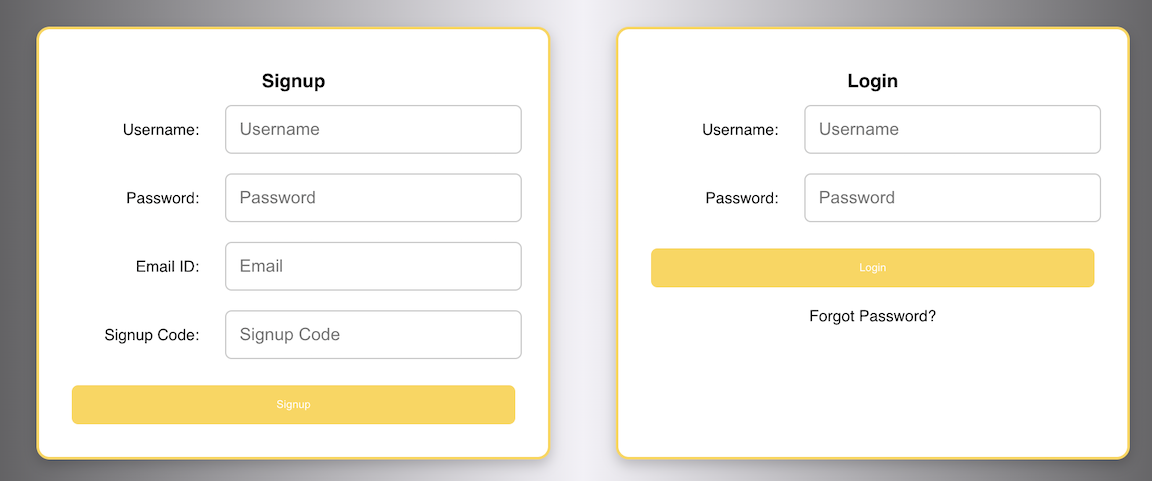 Signup
Username: Username
Password: Password
Email ID: Email
Signup Code: Signup Code
Signup
Login
Username: Username
Password: Password
Login
Forgot Password?